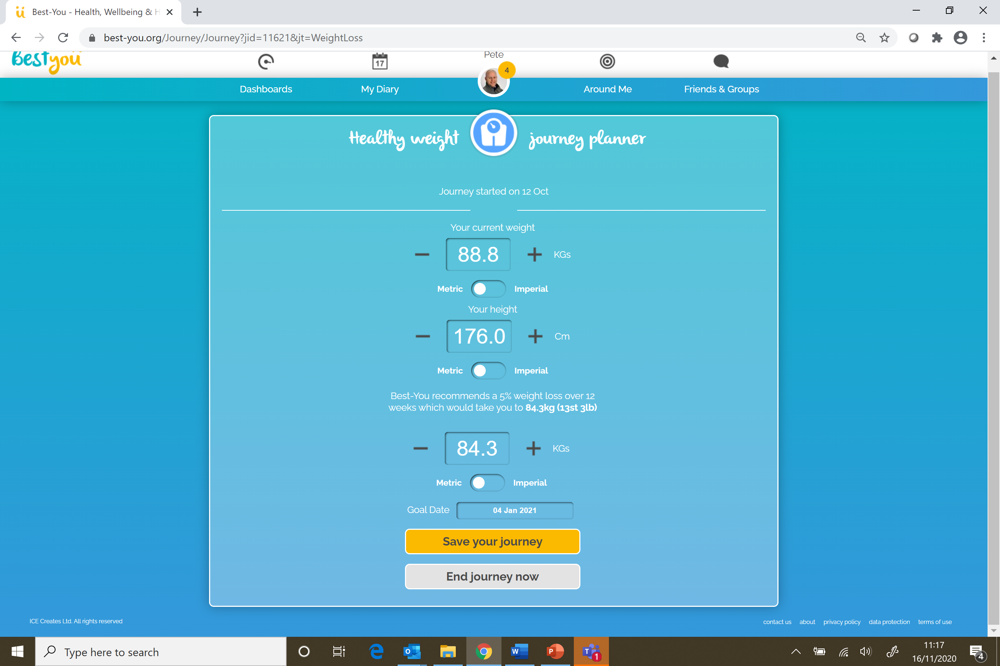 Best-You - Health, Wellbeing & H
best-you.org/Journey/Journey?jid=11621&jt=WeightLoss
Bestyou
17
Pete
4
Dashboards
My Diary
Around Me
Friends & Groups
Healthy weight journey planner
Journey started on 12 Oct
Your current weight
88.8 KGs
Metric Imperial
Your height
176.0 Cm
Metric Imperial
Best-You recommends a 5% weight loss over 12
weeks which would take you to 84.3kg (13st 3lb)
84.3 KGs
Metric Imperial
Goal Date 04 Jan 2021
Save your journey
End journey now
ICE Creates Ltd. All rights reserved
contact us about privacy policy data protection terms of use
Type here to search
O
W
P
T
1
11:17
16/11/2020
4